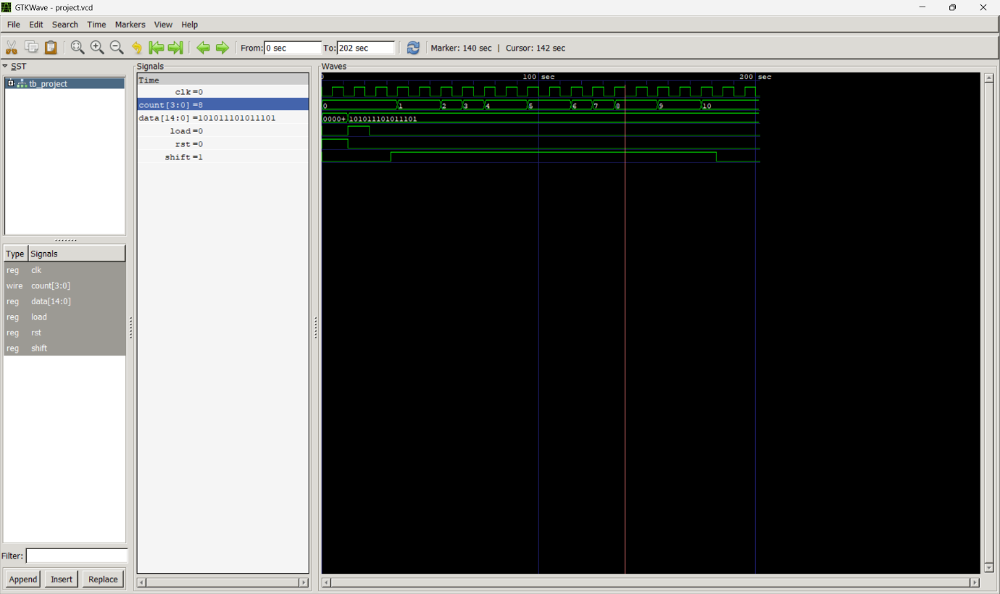 GTKWave - project.vcd
File Edit Search Time Markers View Help
From: 0 sec To: 202 sec Marker: 140 sec | Cursor: 142 sec
SST
tb_project
Type Signals
reg clk
wire count[3:0]
reg data[14:0]
reg load
reg rst
reg shift
Filter:
Append Insert Replace
Signals
Time
clk=0
count[3:0] =8
data[14:0] =101011101011101
load=0
rst=0
shift=1
Waves
0 100 sec 200 sec
0 1 2 3 4 5 6 7 8 9 10
0000+ 101011101011101